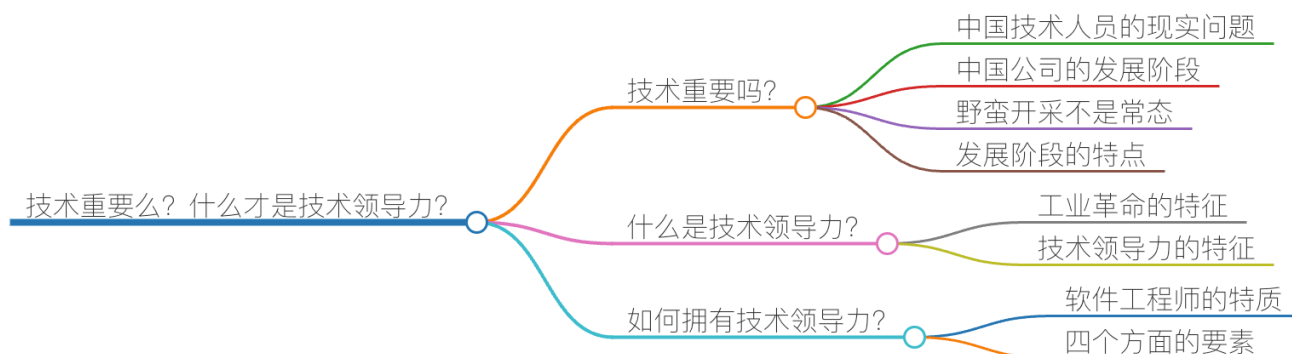 技术重要么？什么才是技术领导力？
技术重要吗？
中国技术人员的现实问题
中国公司的发展阶段
野蛮开采不是常态
发展阶段的特点
什么是技术领导力？
工业革命的特征
技术领导力的特征
如何拥有技术领导力？
软件工程师的特质
四个方面的要素